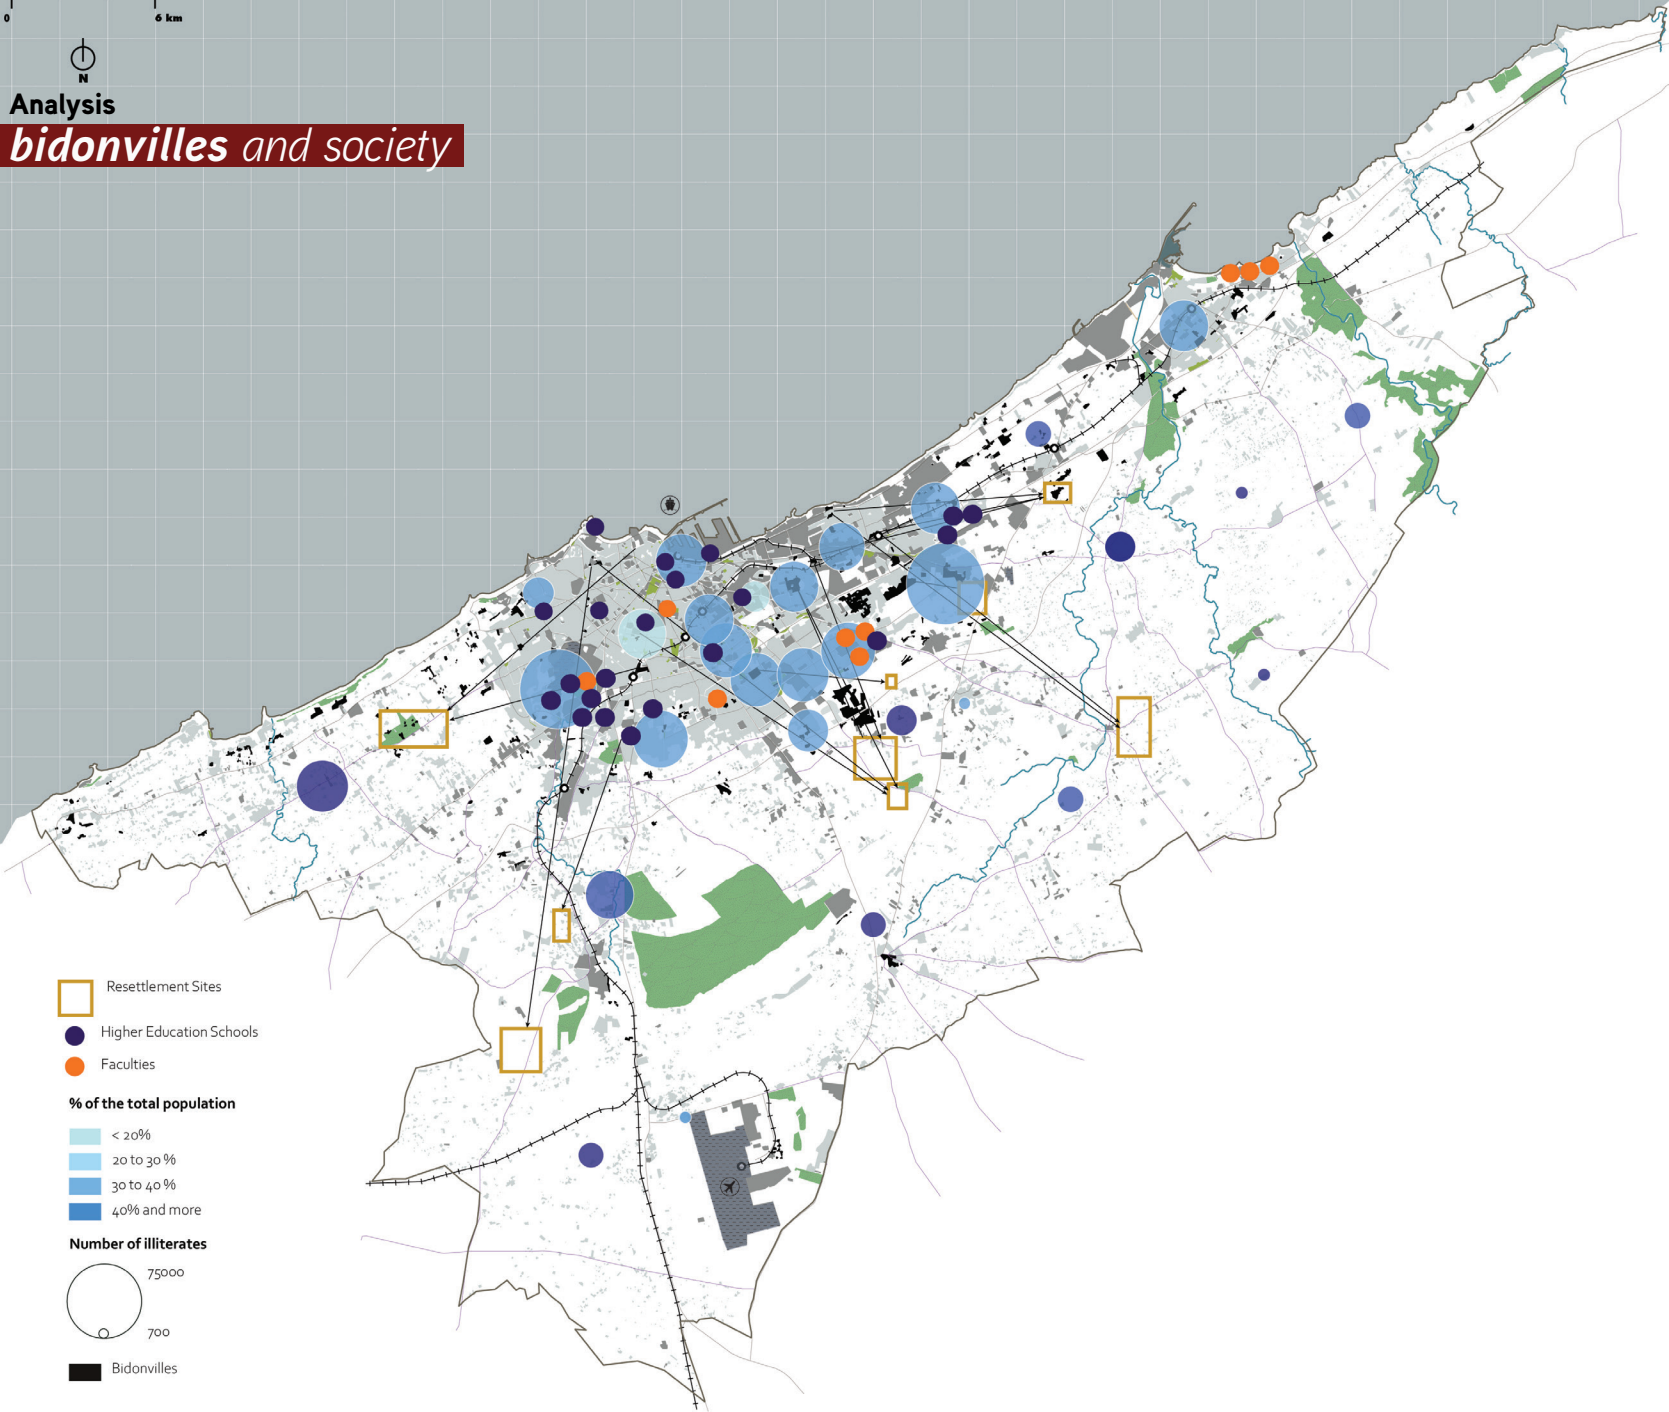 0
6 km
N
Analysis
bidonvilles and society
Resettlement Sites
Higher Education Schools
Faculties
% of the total population
< 20%
20 to 30 %
30 to 40 %
40% and more
Number of illiterates
75000
700
Bidonvilles